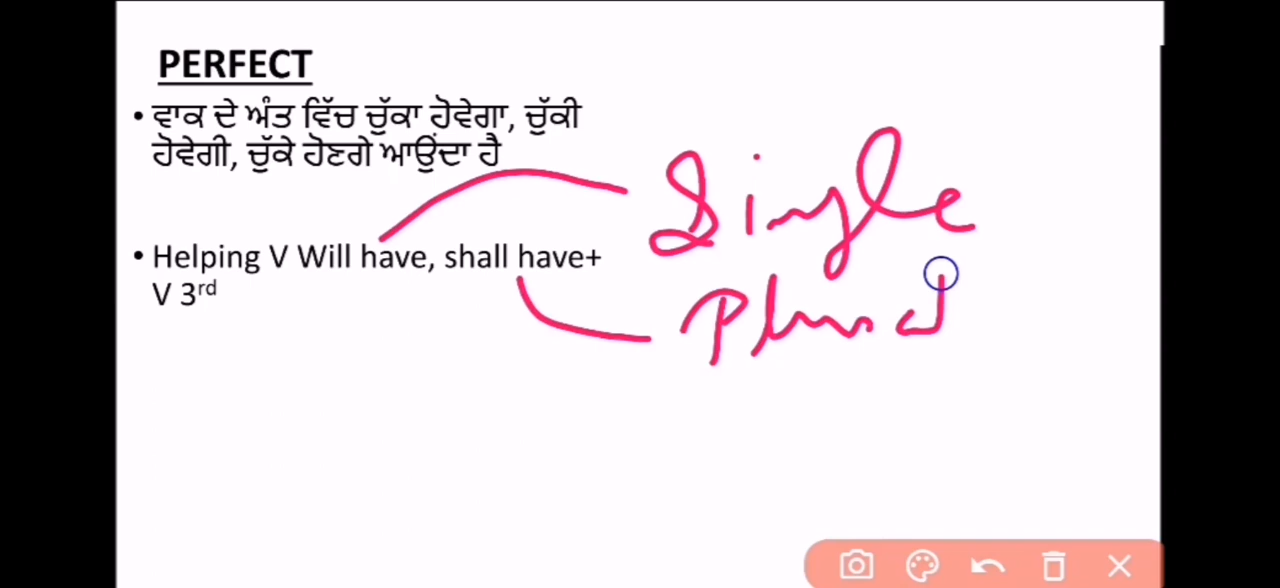 PERFECT
• ਵਾਕ ਦੇ ਅੰਤ ਵਿੱਚ ਚੁੱਕਾ ਹੋਵੇਗਾ, ਚੁੱਕੀ
ਹੋਵੇਗੀ, ਚੁੱਕੇ ਹੋਣਗੇ ਆਉਂਦਾ ਹੈ
Single
• Helping V Will have, shall have+
V 3rd
Plural